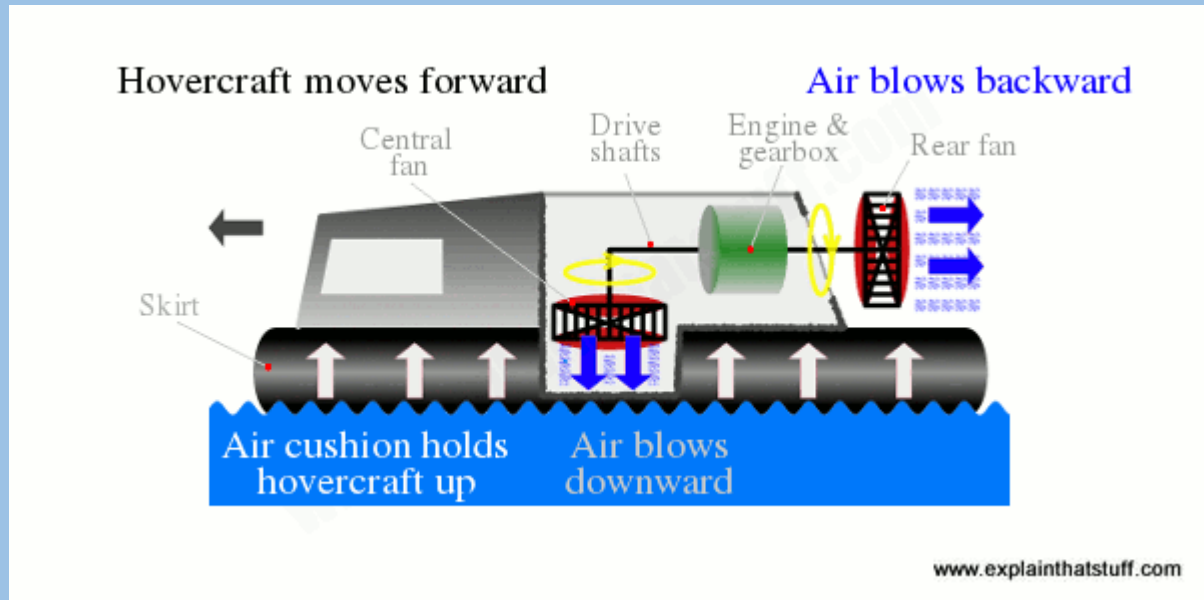 Hovercraft moves forward
Air blows backward
Central
fan
Drive
shafts
Engine &
gearbox
Rear fan
Skirt
Air cushion holds
hovercraft up
Air blows
downward
www.explainthatstuff.com